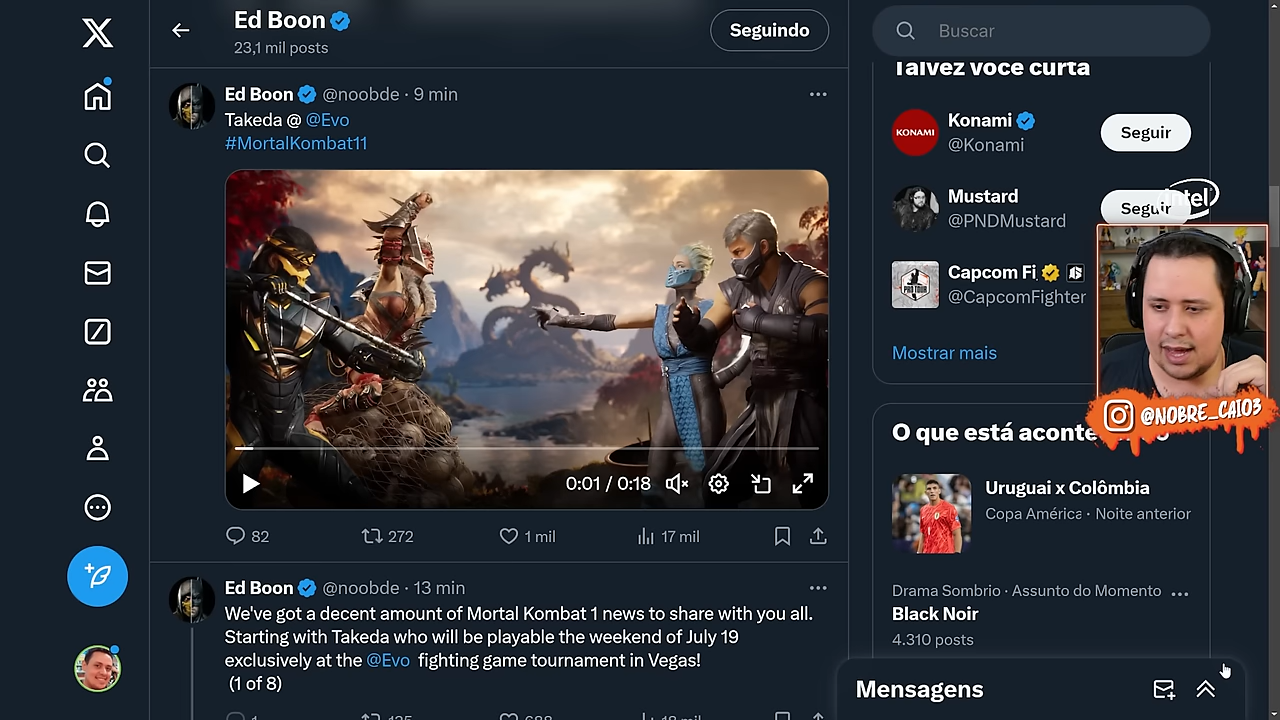 Ed Boon
23,1 mil posts
Seguindo
Buscar
Ed Boon @noobde · 9 min
Takeda @ @Evo
#MortalKombat11
0:01 / 0:18
82
272
1 mil
17 mil
Ed Boon @noobde · 13 min
We've got a decent amount of Mortal Kombat 1 news to share with you all.
Starting with Takeda who will be playable the weekend of July 19
exclusively at the @Evo fighting game tournament in Vegas!
(1 of 8)
Talvez você curta
KONAMI
Konami
@Konami
Seguir
Mustard
@PNDMustard
Seguir
intel
PRO TOUR
Capcom Fi
@CapcomFighter
Mostrar mais
@NOBRE_CAIO3
O que está aconte
Uruguai x Colômbia
Copa América · Noite anterior
Drama Sombrio · Assunto do Momento
Black Noir
4.310 posts
Mensagens